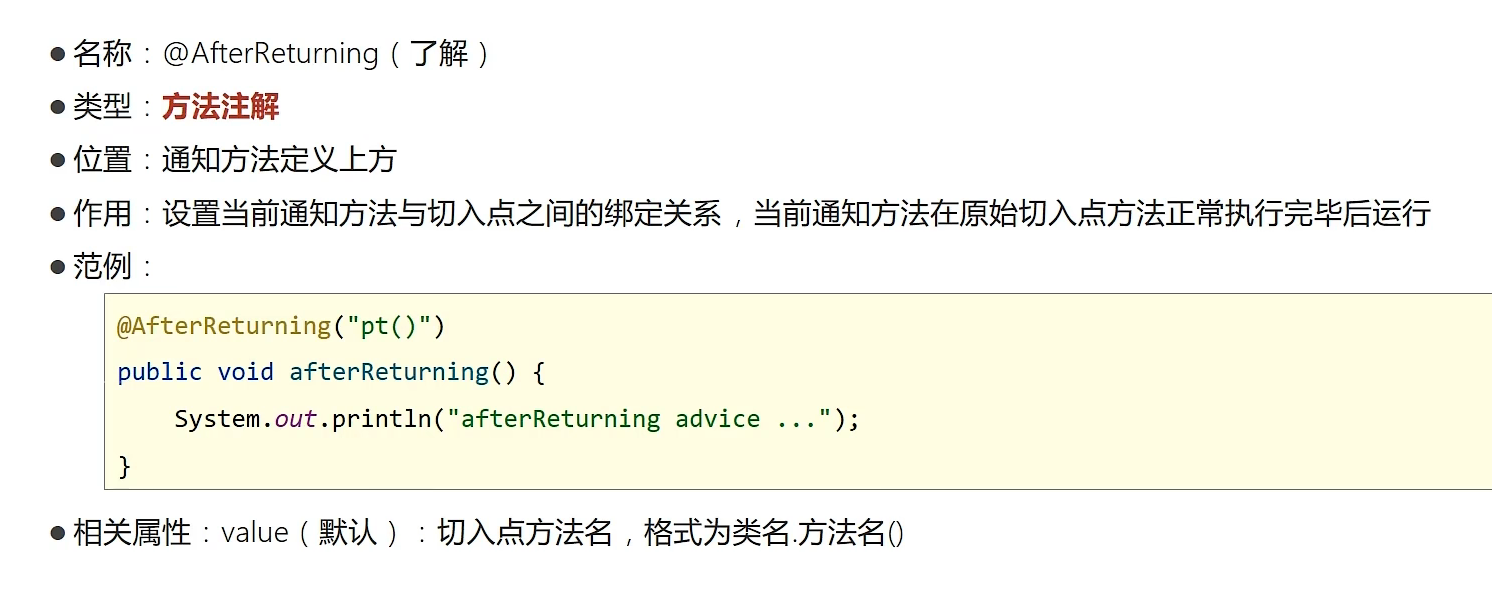 ● 名称：@AfterReturning（了解）
● 类型：方法注解
● 位置：通知方法定义上方
● 作用：设置当前通知方法与切入点之间的绑定关系，当前通知方法在原始切入点方法正常执行完毕后运行
● 范例：
@AfterReturning("pt()")
public void afterReturning() {
    System.out.println("afterReturning advice ...");
}
● 相关属性：value（默认）：切入点方法名，格式为类名.方法名()